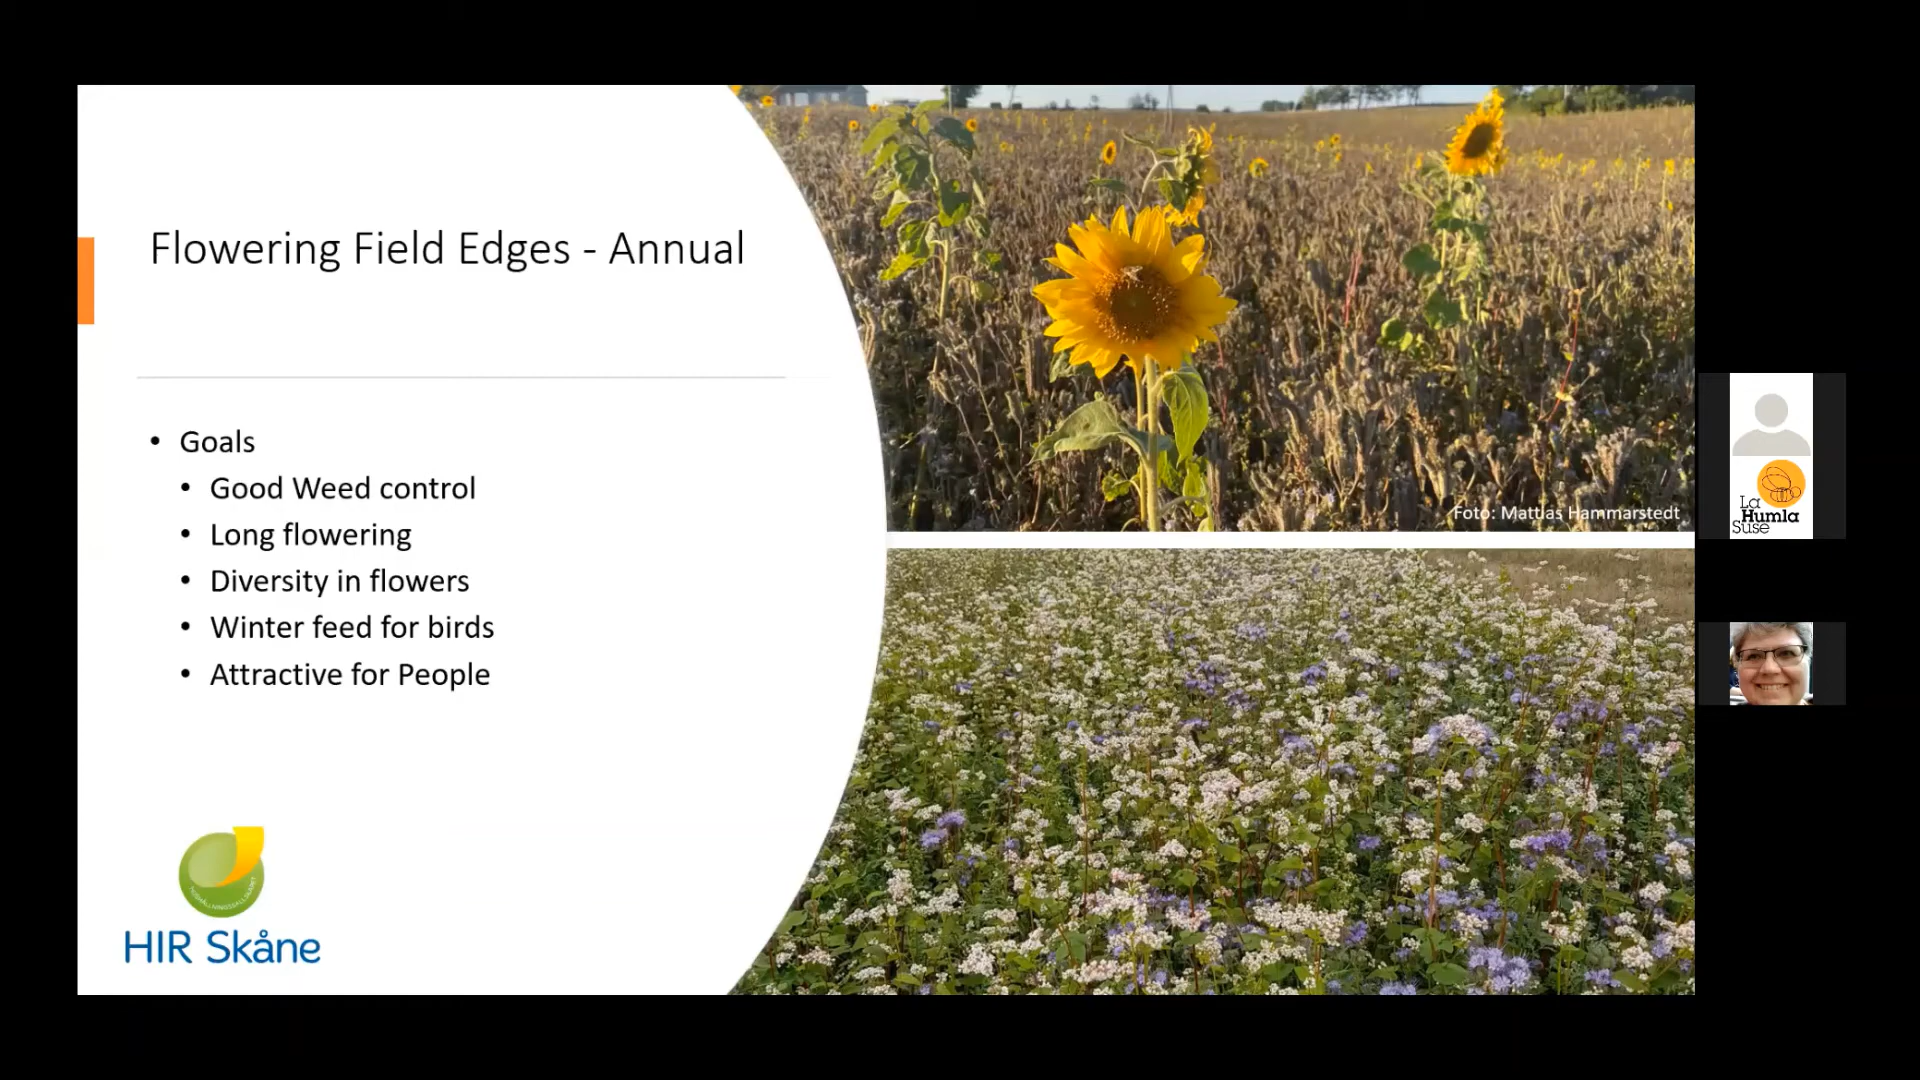 Flowering Field Edges - Annual
• Goals
• Good Weed control
• Long flowering
• Diversity in flowers
• Winter feed for birds
• Attractive for People
HIR Skåne
Foto: Mattias Hammarstedt
La
Humla
Suse